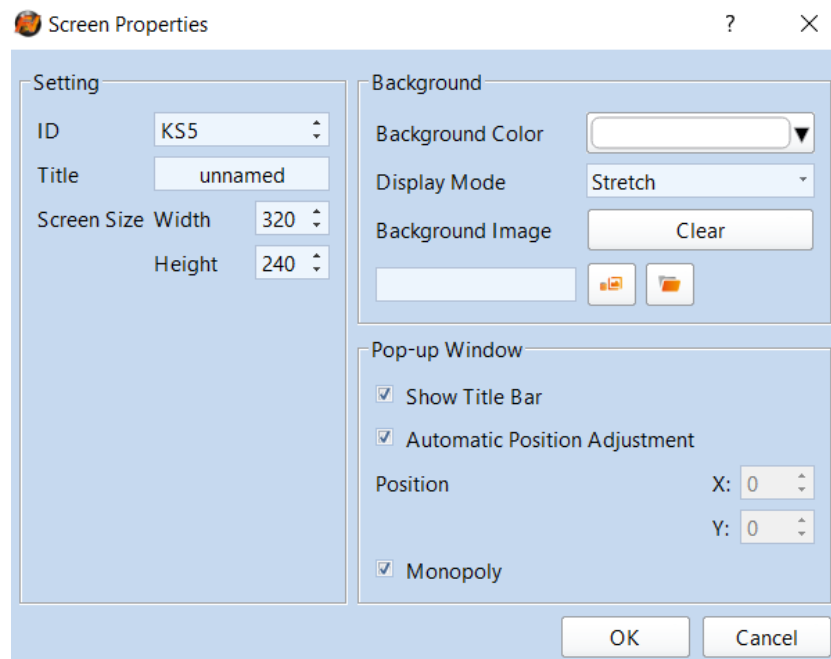 Screen Properties ? ×
Setting
ID KS5
Title unnamed
Screen Size Width 320
Height 240
Background
Background Color
Display Mode Stretch
Background Image Clear
Pop-up Window
Show Title Bar
Automatic Position Adjustment
Position X: 0
Y: 0
Monopoly
OK Cancel